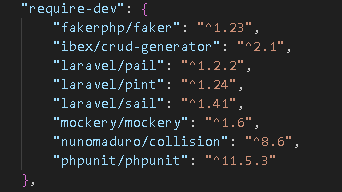 "require-dev": {
"fakerphp/faker": "^1.23",
"ibex/crud-generator": "^2.1",
"laravel/pail": "^1.2.2",
"laravel/pint": "^1.24",
"laravel/sail": "^1.41",
"mockery/mockery": "^1.6",
"nunomaduro/collision": "^8.6",
"phpunit/phpunit": "^11.5.3"
},